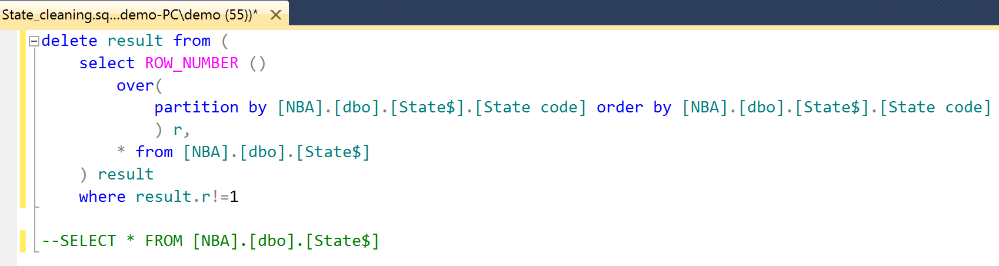 State_cleaning.sq...demo-PC\demo (55))*
delete result from (
select ROW_NUMBER ()
over(
partition by [NBA].[dbo].[State$].[State code] order by [NBA].[dbo].[State$].[State code]
) r,
* from [NBA].[dbo].[State$]
) result
where result.r!=1
--SELECT * FROM [NBA].[dbo].[State$]